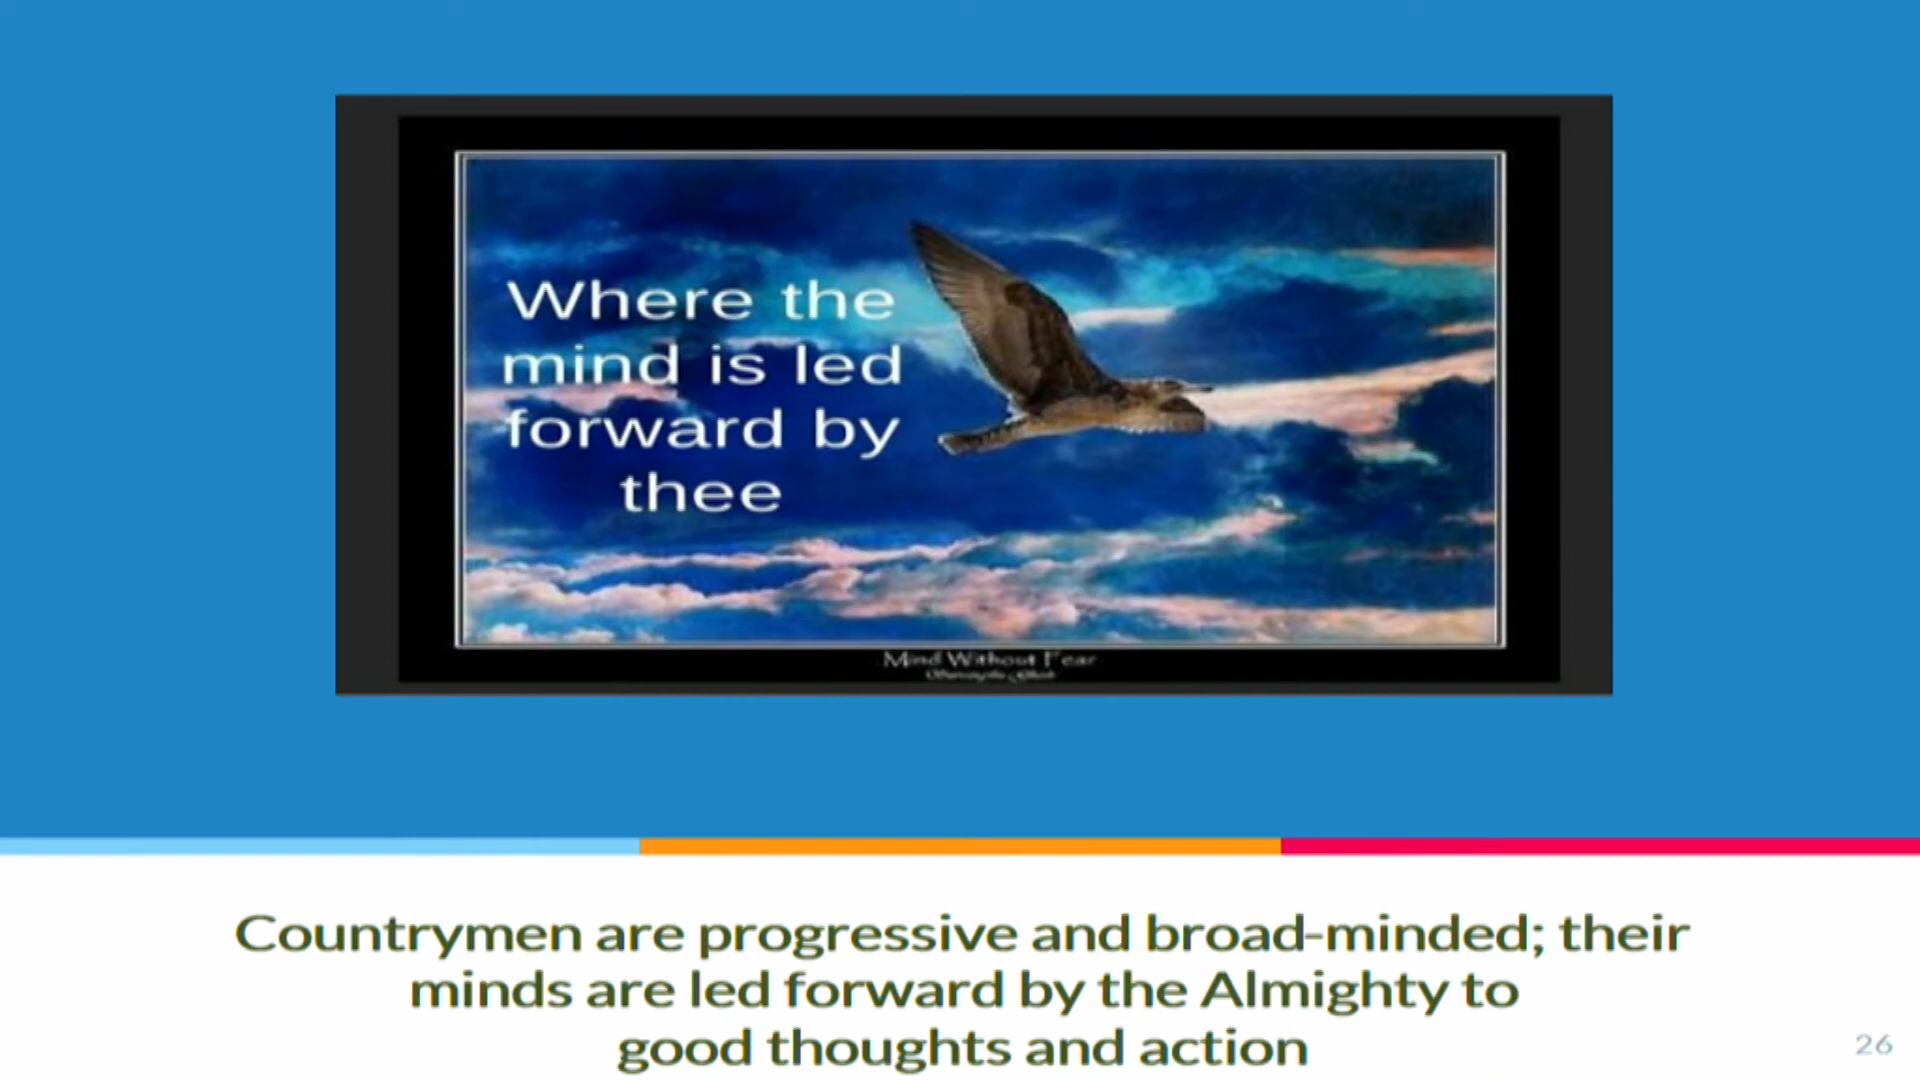 Where the
mind is led
forward by
thee
Mind Without Fear
Countrymen are progressive and broad-minded; their
minds are led forward by the Almighty to
good thoughts and action
26